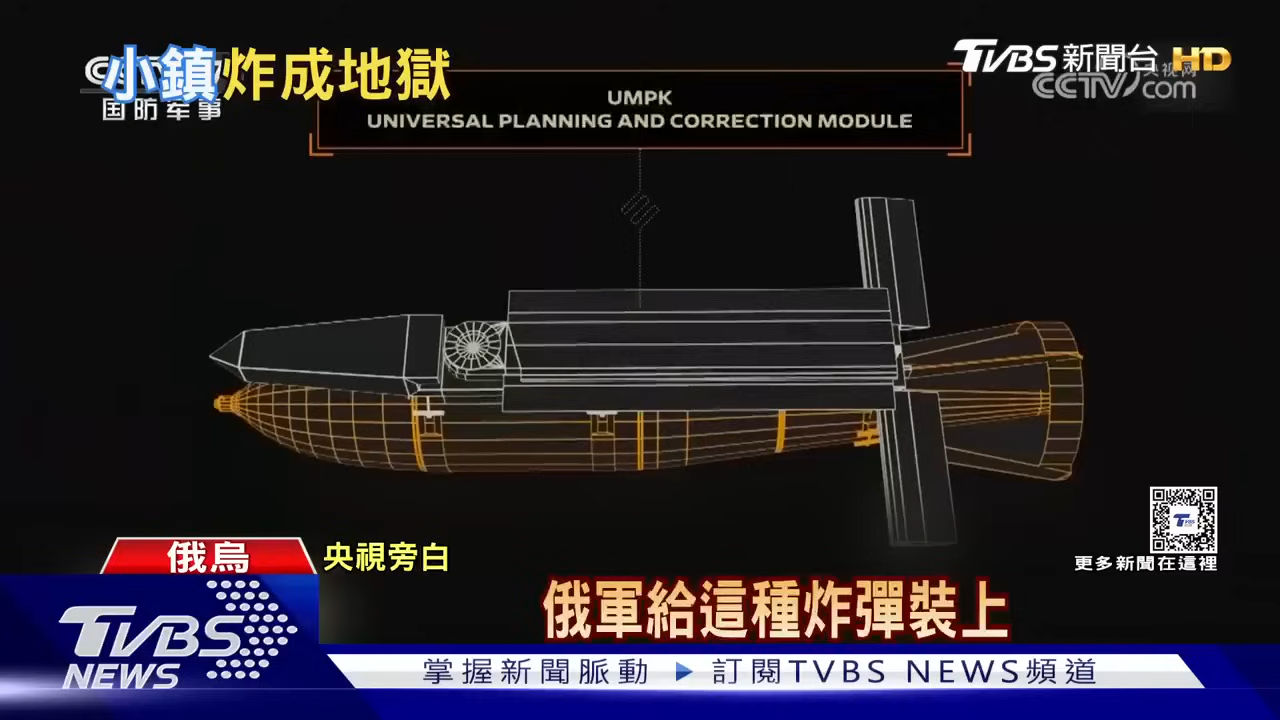 小鎮炸成地獄
国防军事
TVBS新聞台 HD
央视网
CCTV.com
UMPK
UNIVERSAL PLANNING AND CORRECTION MODULE
更多新聞在這裡
俄烏
央視旁白
俄軍給這種炸彈裝上
TVBS
NEWS
掌握新聞脈動 ▶ 訂閱TVBS NEWS頻道